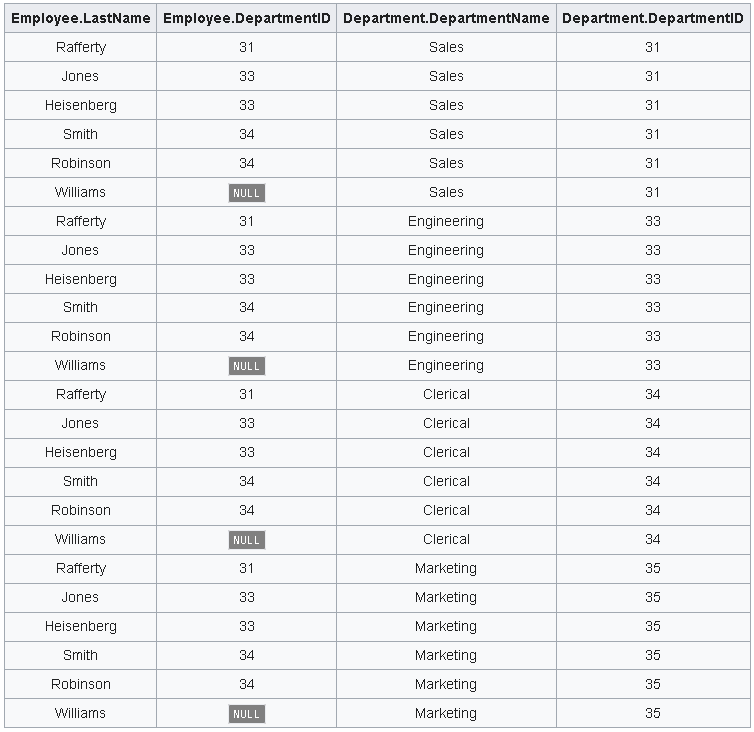 Employee.LastName Employee.DepartmentID Department.DepartmentName Department.DepartmentID
Rafferty 31 Sales 31
Jones 33 Sales 31
Heisenberg 33 Sales 31
Smith 34 Sales 31
Robinson 34 Sales 31
Williams NULL Sales 31
Rafferty 31 Engineering 33
Jones 33 Engineering 33
Heisenberg 33 Engineering 33
Smith 34 Engineering 33
Robinson 34 Engineering 33
Williams NULL Engineering 33
Rafferty 31 Clerical 34
Jones 33 Clerical 34
Heisenberg 33 Clerical 34
Smith 34 Clerical 34
Robinson 34 Clerical 34
Williams NULL Clerical 34
Rafferty 31 Marketing 35
Jones 33 Marketing 35
Heisenberg 33 Marketing 35
Smith 34 Marketing 35
Robinson 34 Marketing 35
Williams NULL Marketing 35